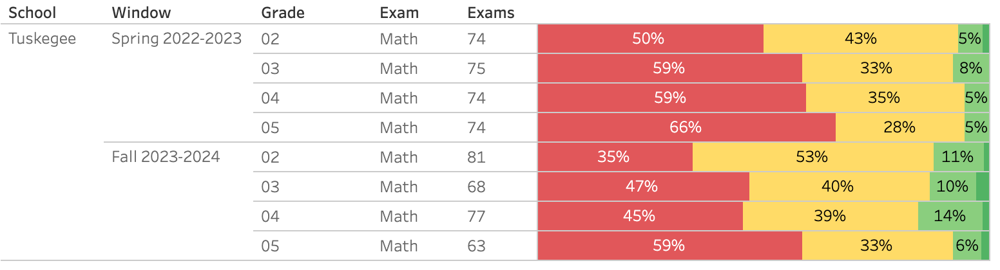 School Window Grade Exam Exams
Tuskegee Spring 2022-2023 02 Math 74 50% 43% 5%
03 Math 75 59% 33% 8%
04 Math 74 59% 35% 5%
05 Math 74 66% 28% 5%
Fall 2023-2024 02 Math 81 35% 53% 11%
03 Math 68 47% 40% 10%
04 Math 77 45% 39% 14%
05 Math 63 59% 33% 6%